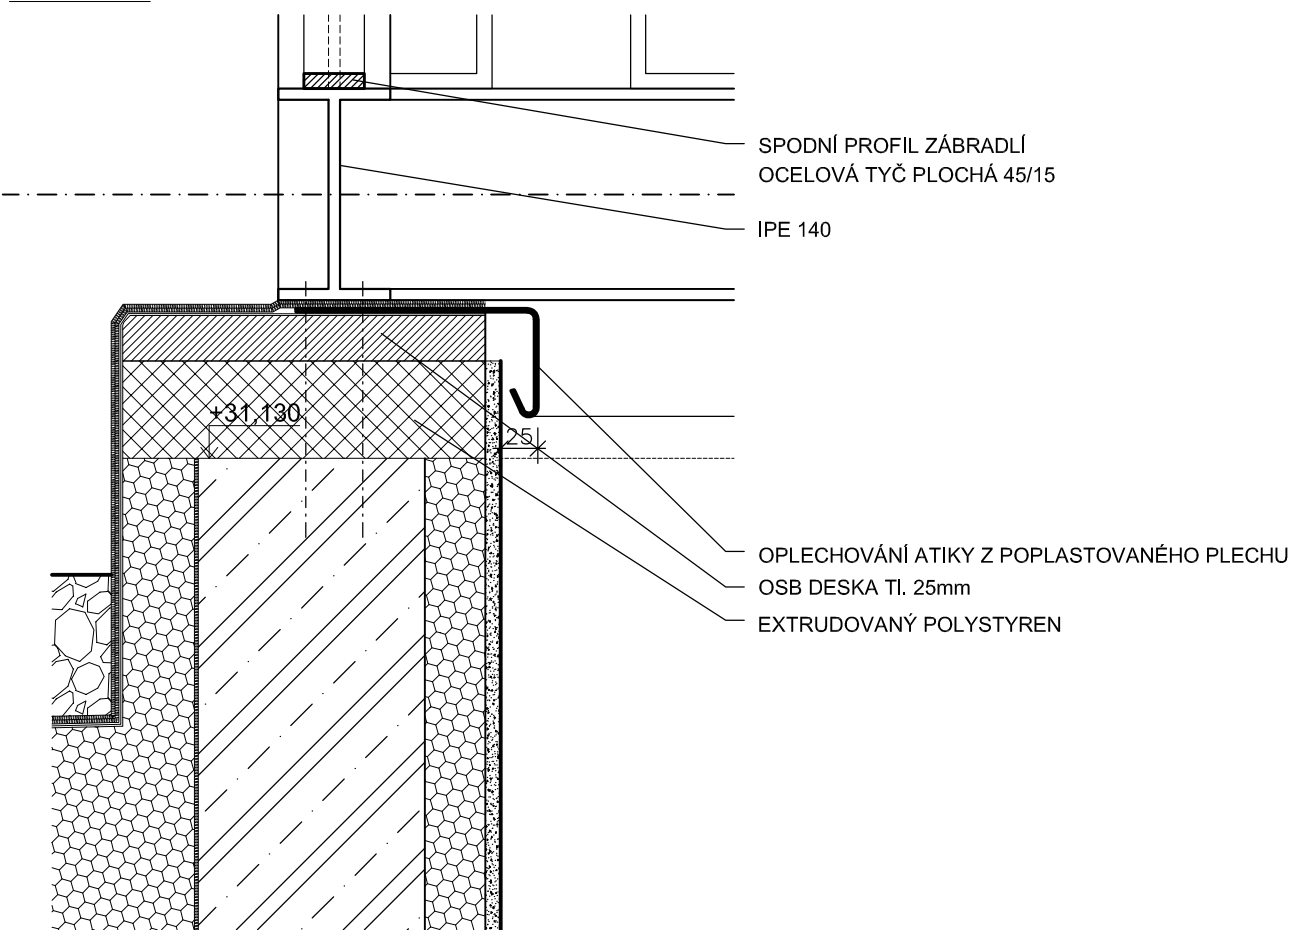 SPODNÍ PROFIL ZÁBRADLÍ
OCELOVÁ TYČ PLOCHÁ 45/15
IPE 140
+31,130
25
OPLECHOVÁNÍ ATIKY Z POPLASTOVANÉHO PLECHU
OSB DESKA Tl. 25mm
EXTRUDOVANÝ POLYSTYREN